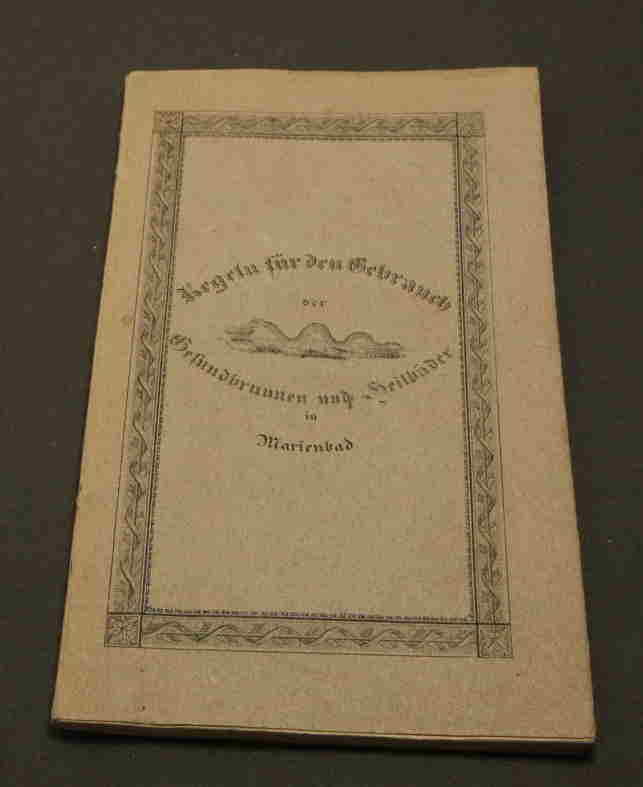 Regeln für den Gebrauch
der
Gesundbrunnen und Heilbäder
in
Marienbad